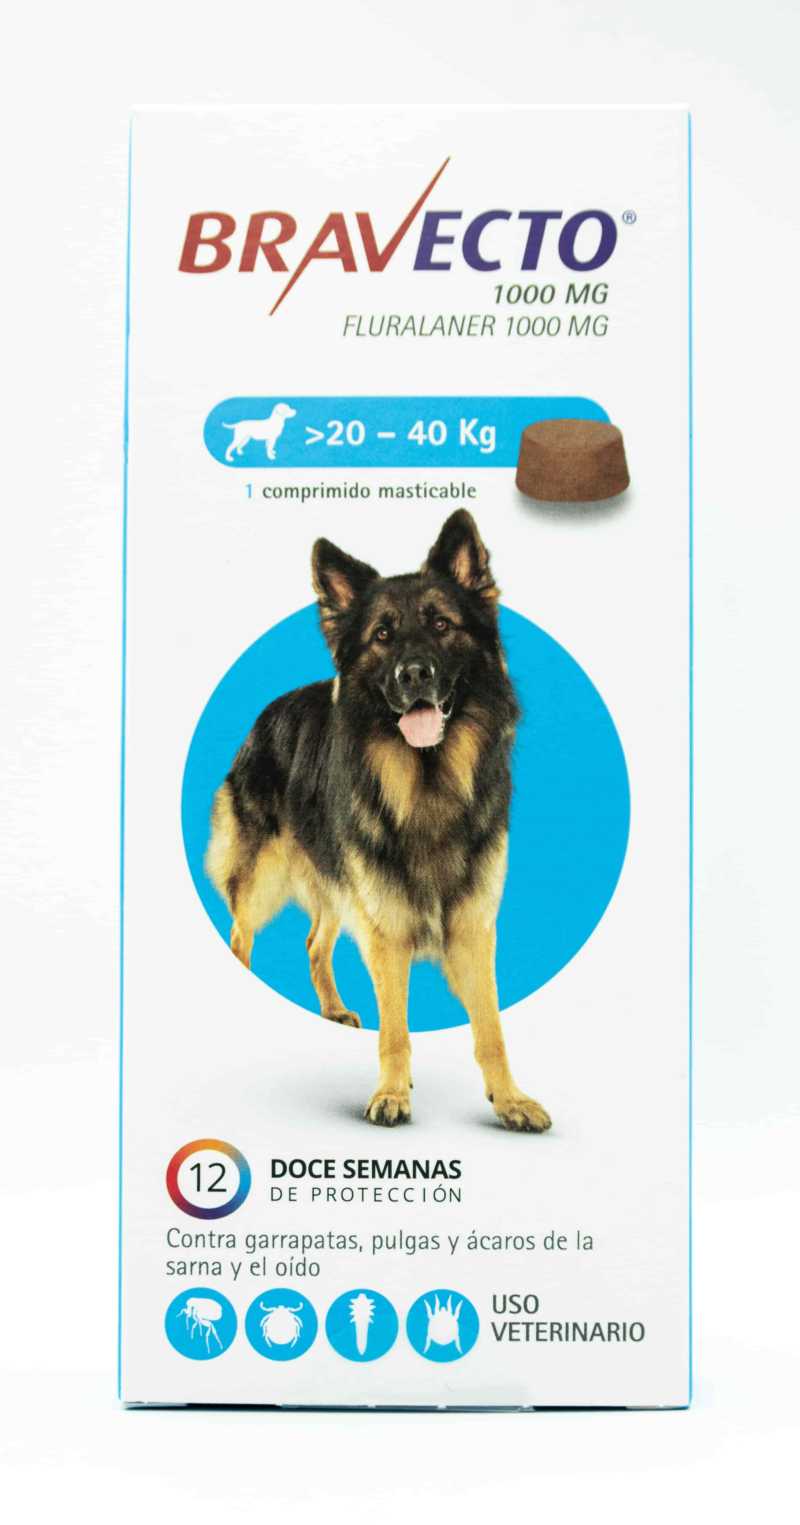 BRAVECTO®
1000 MG
FLURALANER 1000 MG
>20 – 40 Kg
1 comprimido masticable
12
DOCE SEMANAS
DE PROTECCIÓN
Contra garrapatas, pulgas y ácaros de la
sarna y el oído
USO
VETERINARIO